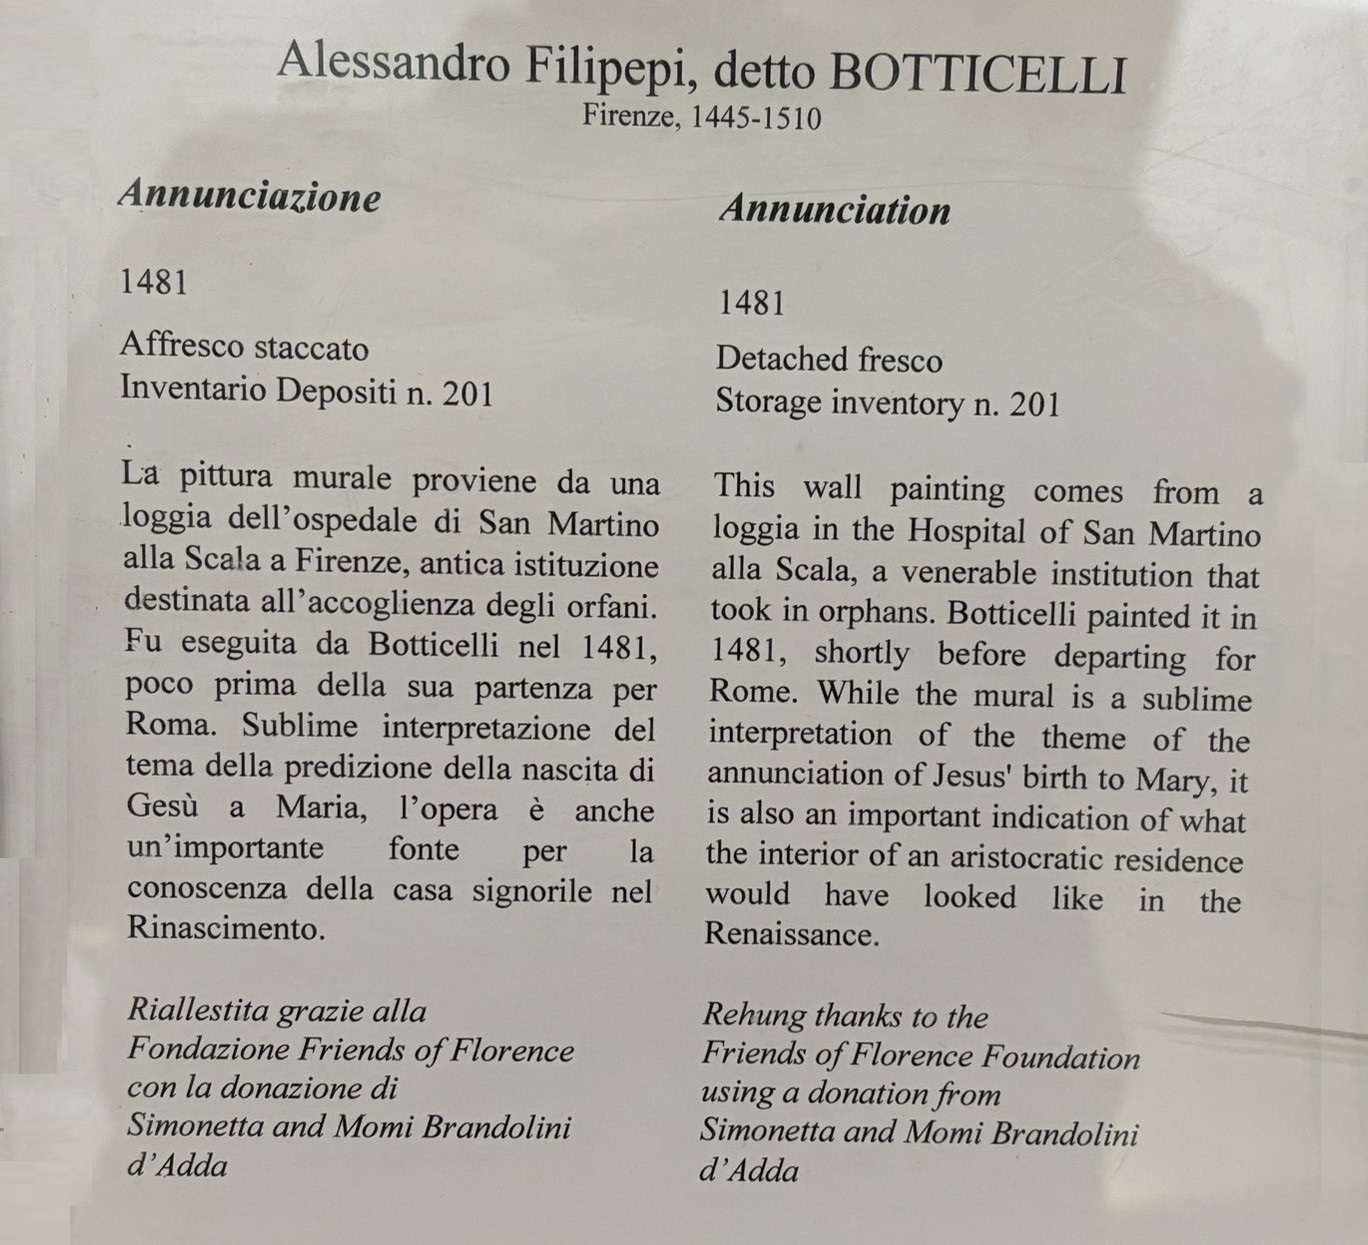 Alessandro Filipepi, detto BOTTICELLI
Firenze, 1445-1510
Annunciazione
1481
Affresco staccato
Inventario Depositi n. 201
La pittura murale proviene da una
loggia dell’ospedale di San Martino
alla Scala a Firenze, antica istituzione
destinata all’accoglienza degli orfani.
Fu eseguita da Botticelli nel 1481,
poco prima della sua partenza per
Roma. Sublime interpretazione del
tema della predizione della nascita di
Gesù a Maria, l’opera è anche
un’importante fonte per la
conoscenza della casa signorile nel
Rinascimento.
Riallestita grazie alla
Fondazione Friends of Florence
con la donazione di
Simonetta and Momi Brandolini
d’Adda
Annunciation
1481
Detached fresco
Storage inventory n. 201
This wall painting comes from a
loggia in the Hospital of San Martino
alla Scala, a venerable institution that
took in orphans. Botticelli painted it in
1481, shortly before departing for
Rome. While the mural is a sublime
interpretation of the theme of the
annunciation of Jesus' birth to Mary, it
is also an important indication of what
the interior of an aristocratic residence
would have looked like in the
Renaissance.
Rehung thanks to the
Friends of Florence Foundation
using a donation from
Simonetta and Momi Brandolini
d’Adda